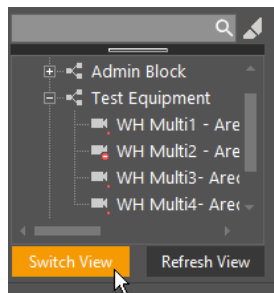 Admin Block
Test Equipment
WH Multi1 - Are
WH Multi2 - Are
WH Multi3- Are
WH Multi4- Are
Switch View
Refresh View